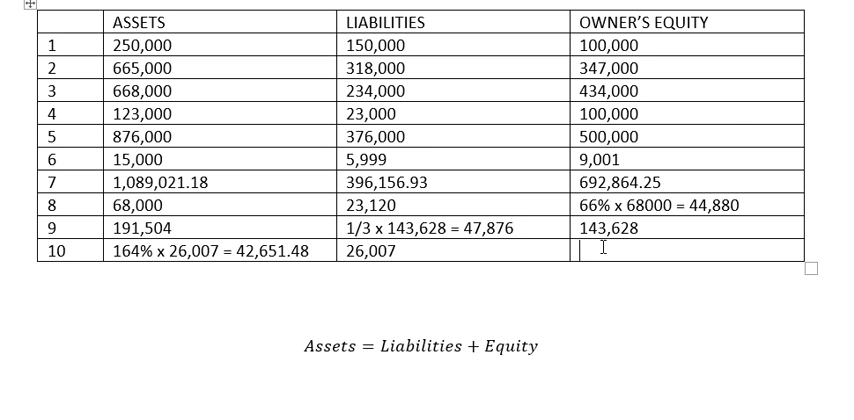 ASSETS LIABILITIES OWNER'S EQUITY
1 250,000 150,000 100,000
2 665,000 318,000 347,000
3 668,000 234,000 434,000
4 123,000 23,000 100,000
5 876,000 376,000 500,000
6 15,000 5,999 9,001
7 1,089,021.18 396,156.93 692,864.25
8 68,000 23,120 66% x 68000 = 44,880
9 191,504 1/3 x 143,628 = 47,876 143,628
10 164% x 26,007 = 42,651.48 26,007
Assets = Liabilities + Equity